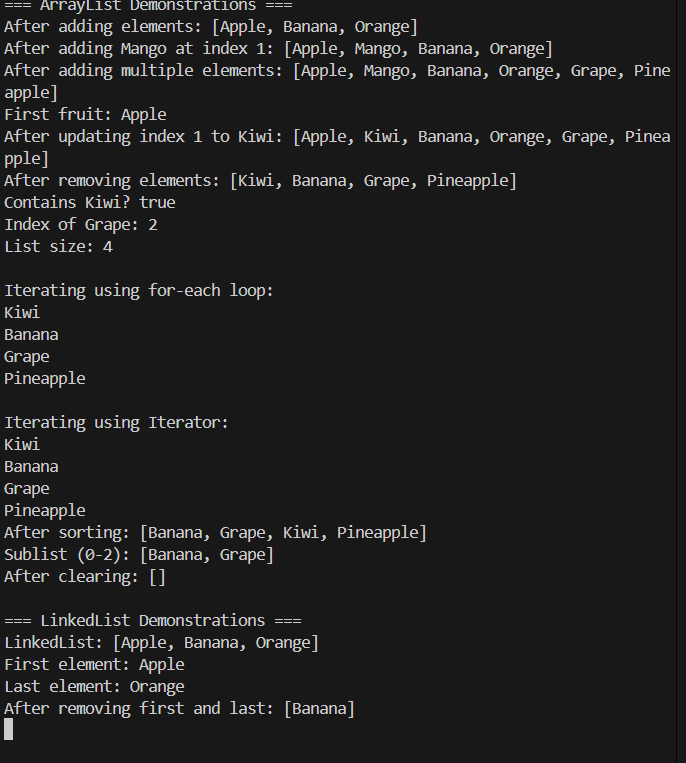 === ArrayList Demonstrations ===
After adding elements: [Apple, Banana, Orange]
After adding Mango at index 1: [Apple, Mango, Banana, Orange]
After adding multiple elements: [Apple, Mango, Banana, Orange, Grape, Pine
apple]
First fruit: Apple
After updating index 1 to Kiwi: [Apple, Kiwi, Banana, Orange, Grape, Pinea
pple]
After removing elements: [Kiwi, Banana, Grape, Pineapple]
Contains Kiwi? true
Index of Grape: 2
List size: 4

Iterating using for-each loop:
Kiwi
Banana
Grape
Pineapple

Iterating using Iterator:
Kiwi
Banana
Grape
Pineapple
After sorting: [Banana, Grape, Kiwi, Pineapple]
Sublist (0-2): [Banana, Grape]
After clearing: []

=== LinkedList Demonstrations ===
LinkedList: [Apple, Banana, Orange]
First element: Apple
Last element: Orange
After removing first and last: [Banana]